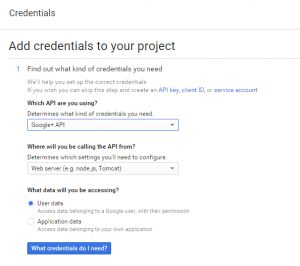 Credentials
Add credentials to your project
1 Find out what kind of credentials you need
We'll help you set up the correct credentials
If you wish you can skip this step and create an API key, client ID, or service account
Which API are you using?
Determines what kind of credentials you need.
Google+ API
Where will you be calling the API from?
Determines which settings you'll need to configure.
Web server (e.g. node.js, Tomcat)
What data will you be accessing?
User data
Access data belonging to a Google user, with their permission
Application data
Access data belonging to your own application
What credentials do I need?